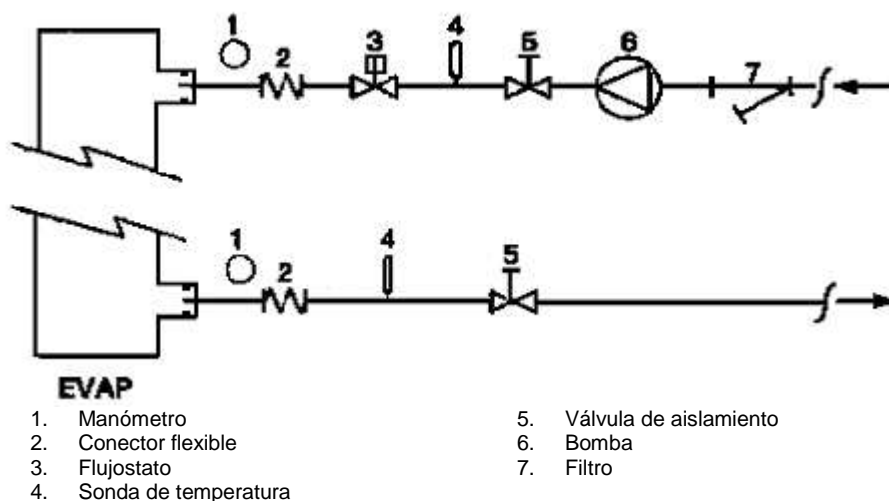 1 2 3 4 5 6 7
1 2 4 5
EVAP
1. Manómetro
2. Conector flexible
3. Flujostato
4. Sonda de temperatura
5. Válvula de aislamiento
6. Bomba
7. Filtro